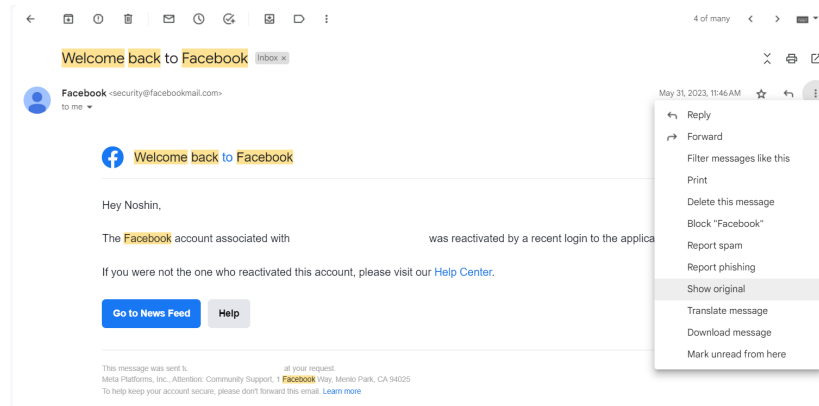 4 of many
Welcome back to Facebook Inbox ×
Facebook <security@facebookmail.com> May 31, 2023, 11:46 AM
to me
Reply
Forward
Filter messages like this
Print
Delete this message
Block "Facebook"
Report spam
Report phishing
Show original
Translate message
Download message
Mark unread from here
Welcome back to Facebook
Hey Noshin,
The Facebook account associated with was reactivated by a recent login to the applica
If you were not the one who reactivated this account, please visit our Help Center.
Go to News Feed Help
This message was sent at your request.
Meta Platforms, Inc., Attention: Community Support, 1 Facebook Way, Menlo Park, CA 94025
To help keep your account secure, please don't forward this email. Learn more